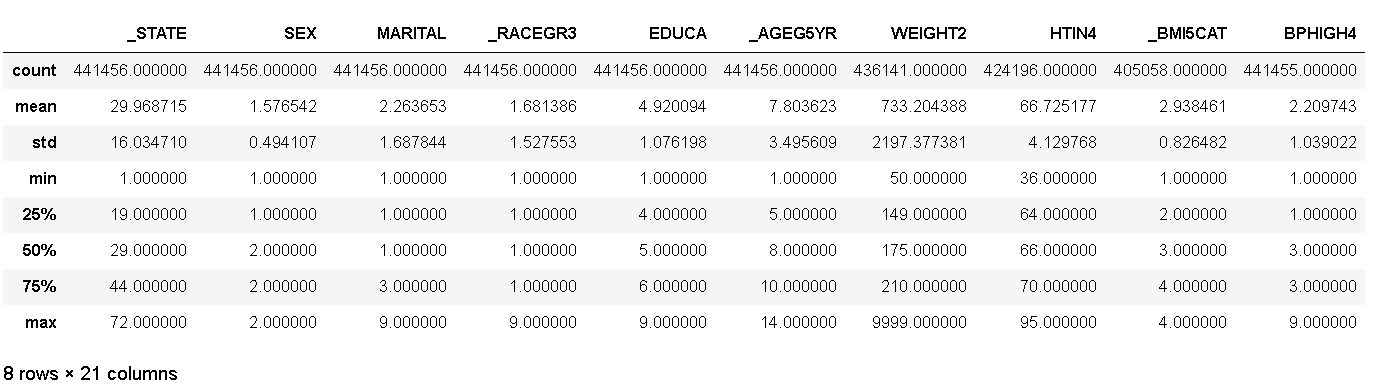 _STATE SEX MARITAL _RACEGR3 EDUCA _AGEG5YR WEIGHT2 HTIN4 _BMI5CAT BPHIGH4
count 441456.000000 441456.000000 441456.000000 441456.000000 441456.000000 441456.000000 436141.000000 424196.000000 405058.000000 441455.000000
mean 29.968715 1.576542 2.263653 1.681386 4.920094 7.803623 733.204388 66.725177 2.938461 2.209743
std 16.034710 0.494107 1.687844 1.527553 1.076198 3.495609 2197.377381 4.129768 0.826482 1.039022
min 1.000000 1.000000 1.000000 1.000000 1.000000 1.000000 50.000000 36.000000 1.000000 1.000000
25% 19.000000 1.000000 1.000000 1.000000 4.000000 5.000000 149.000000 64.000000 2.000000 1.000000
50% 29.000000 2.000000 1.000000 1.000000 5.000000 8.000000 175.000000 66.000000 3.000000 3.000000
75% 44.000000 2.000000 3.000000 1.000000 6.000000 10.000000 210.000000 70.000000 4.000000 3.000000
max 72.000000 2.000000 9.000000 9.000000 9.000000 14.000000 9999.000000 95.000000 4.000000 9.000000
8 rows × 21 columns